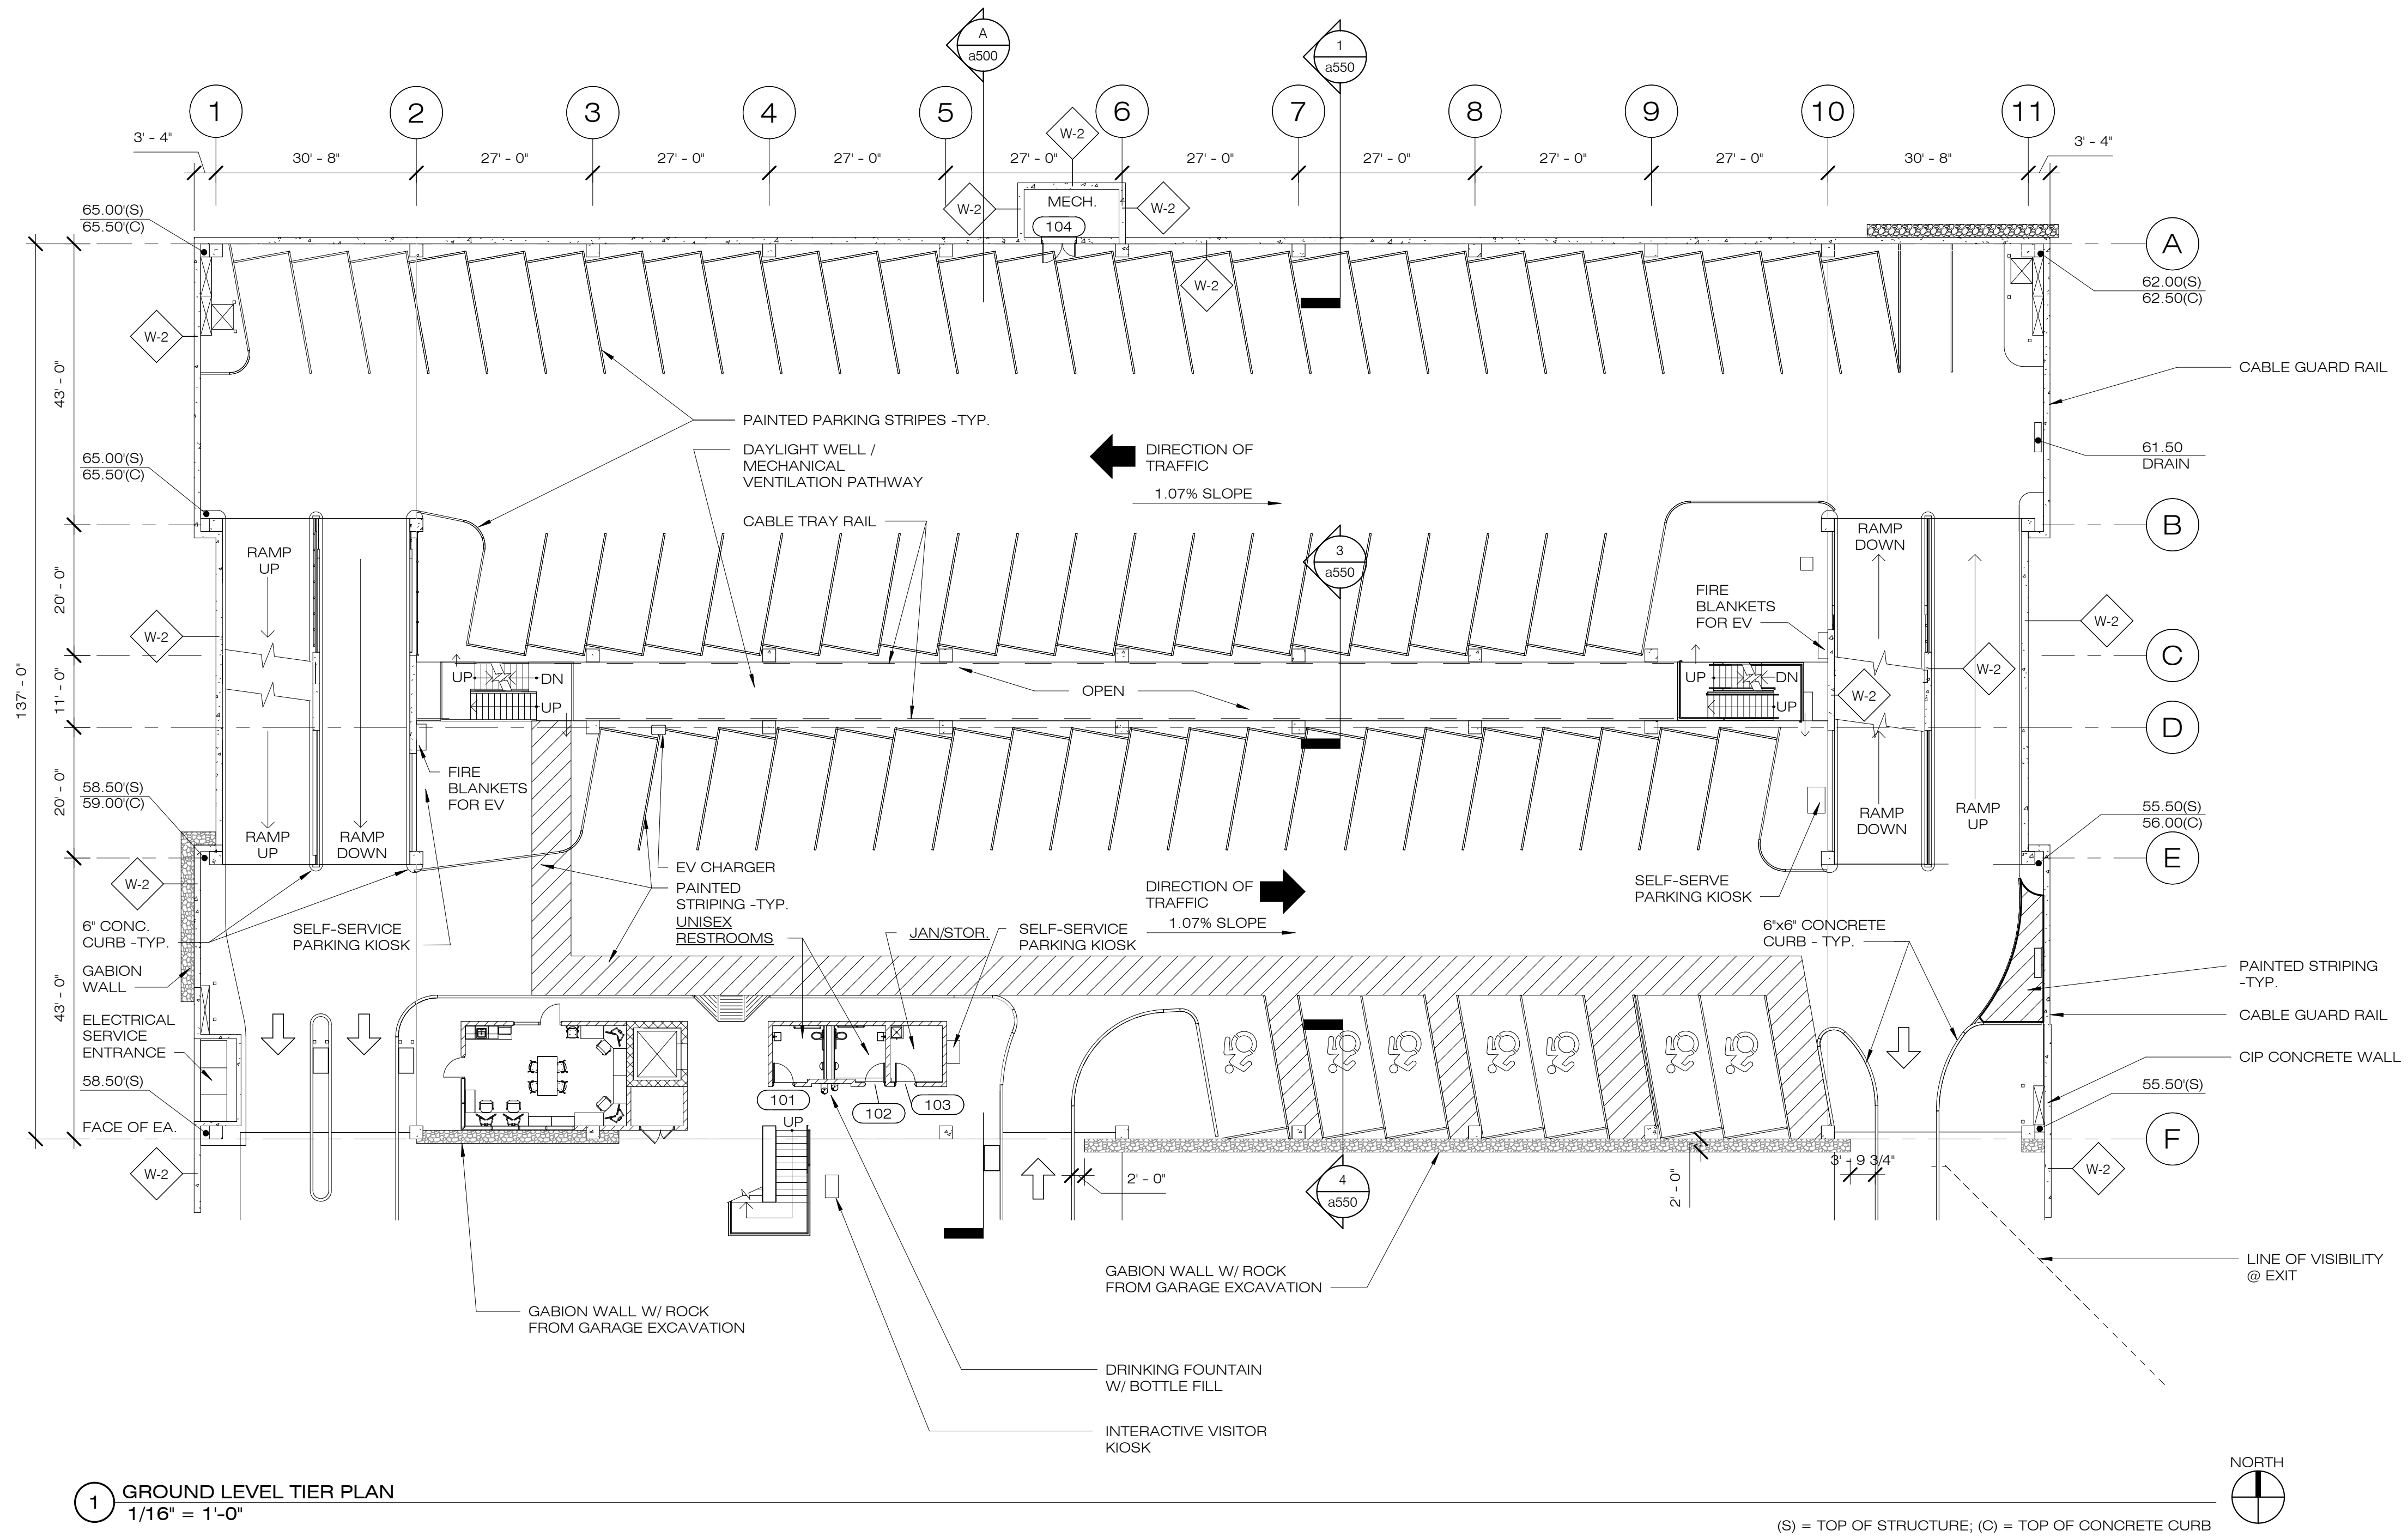 A
a500
1
a550
1
2
3
4
5
6
7
8
9
10
11
3' - 4"
30' - 8"
27' - 0"
27' - 0"
27' - 0"
27' - 0"
27' - 0"
27' - 0"
27' - 0"
27' - 0"
30' - 8"
3' - 4"
W-2
W-2
MECH.
104
W-2
W-2
65.00'(S)
65.50'(C)
A
62.00(S)
62.50(C)
W-2
CABLE GUARD RAIL
43' - 0"
PAINTED PARKING STRIPES -TYP.
DAYLIGHT WELL /
MECHANICAL
VENTILATION PATHWAY
DIRECTION OF
TRAFFIC
1.07% SLOPE
61.50
DRAIN
65.00'(S)
65.50'(C)
CABLE TRAY RAIL
B
RAMP
UP
RAMP
DOWN
3
a550
20' - 0"
FIRE
BLANKETS
FOR EV
W-2
W-2
C
W-2
W-2
UP
DN
UP
OPEN
UP
DN
UP
137' - 0"
11' - 0"
D
FIRE
BLANKETS
FOR EV
20' - 0"
58.50'(S)
59.00'(C)
RAMP
UP
RAMP
DOWN
RAMP
DOWN
RAMP
UP
55.50(S)
56.00(C)
E
W-2
EV CHARGER
PAINTED
STRIPING -TYP.
UNISEX
RESTROOMS
DIRECTION OF
TRAFFIC
1.07% SLOPE
SELF-SERVE
PARKING KIOSK
6" CONC.
CURB -TYP.
SELF-SERVICE
PARKING KIOSK
JAN/STOR.
SELF-SERVICE
PARKING KIOSK
6"x6" CONCRETE
CURB - TYP.
GABION
WALL
PAINTED STRIPING
-TYP.
43' - 0"
ELECTRICAL
SERVICE
ENTRANCE
CABLE GUARD RAIL
CIP CONCRETE WALL
58.50'(S)
55.50'(S)
101
102
103
FACE OF EA.
UP
F
W-2
2' - 0"
4
a550
2' - 0"
3' - 9 3/4"
W-2
LINE OF VISIBILITY
@ EXIT
GABION WALL W/ ROCK
FROM GARAGE EXCAVATION
GABION WALL W/ ROCK
FROM GARAGE EXCAVATION
DRINKING FOUNTAIN
W/ BOTTLE FILL
INTERACTIVE VISITOR
KIOSK
NORTH
1
GROUND LEVEL TIER PLAN
1/16" = 1'-0"
(S) = TOP OF STRUCTURE; (C) = TOP OF CONCRETE CURB